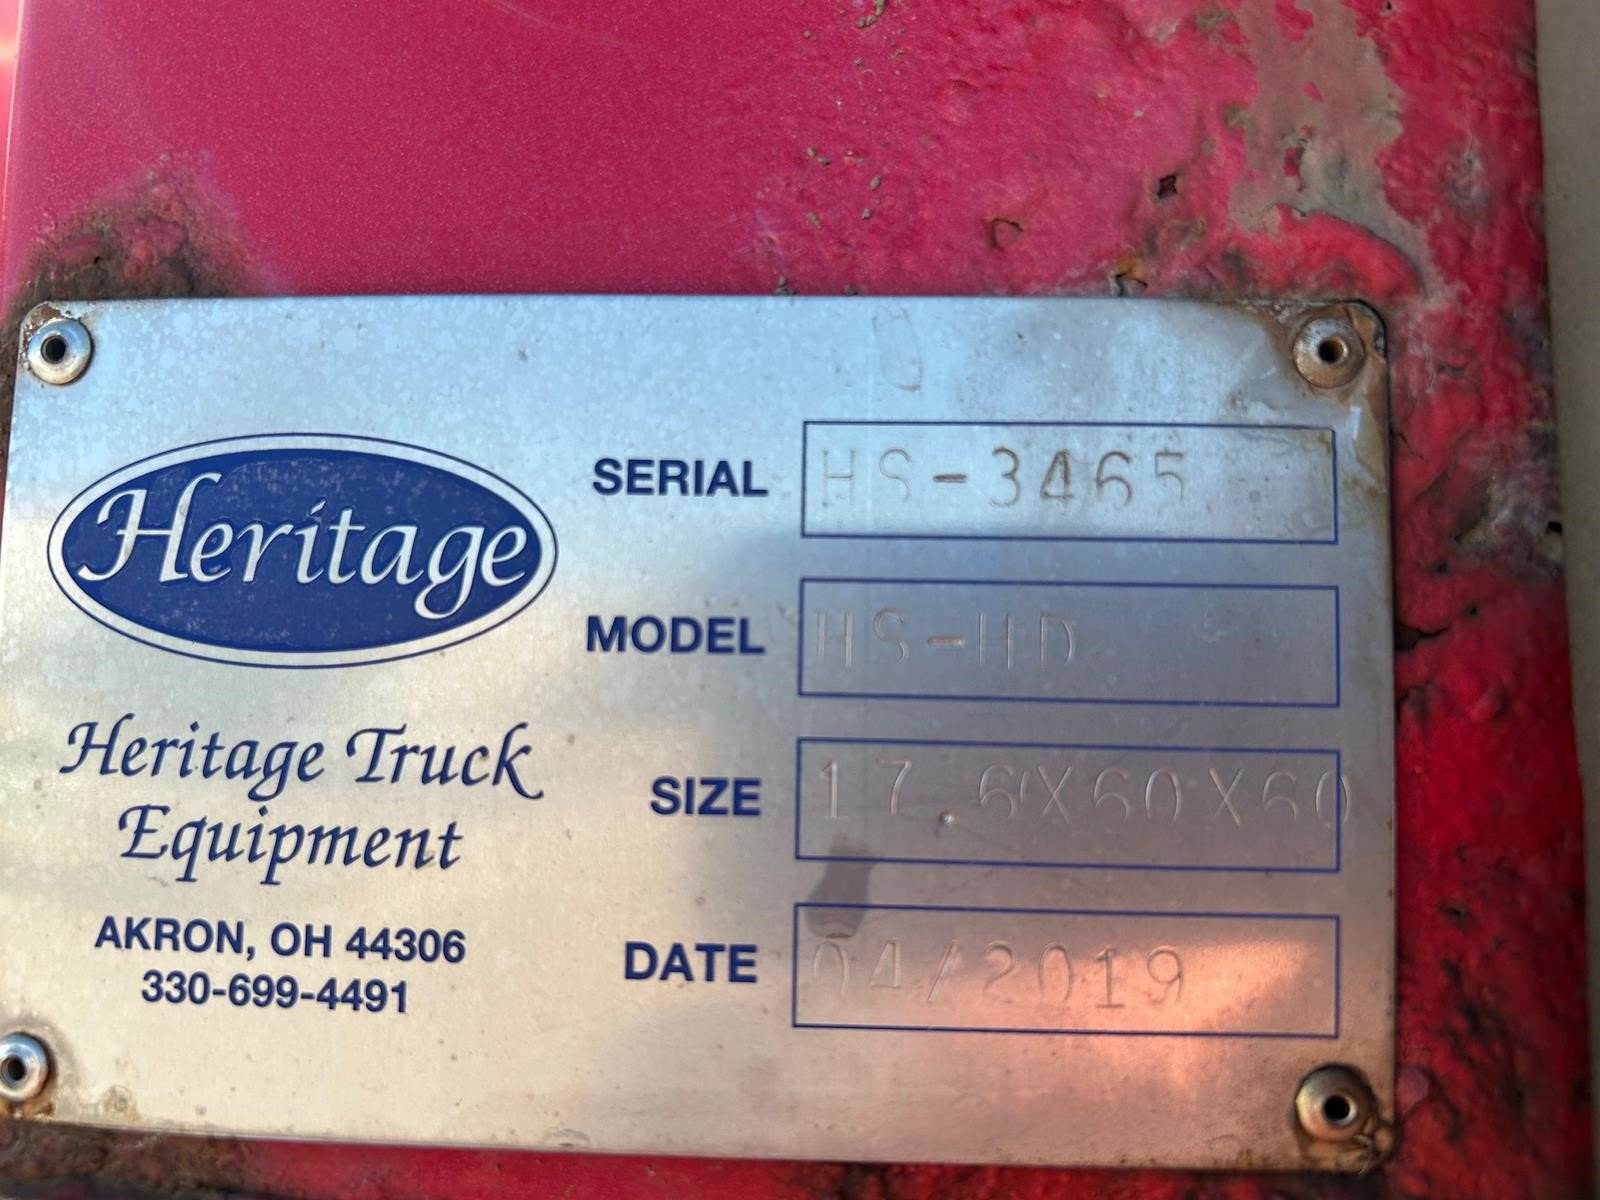 Heritage
Heritage Truck
Equipment
AKRON, OH 44306
330-699-4491
SERIAL HS-3465
MODEL HS-HD
SIZE 17.6X60X60
DATE 04/2019